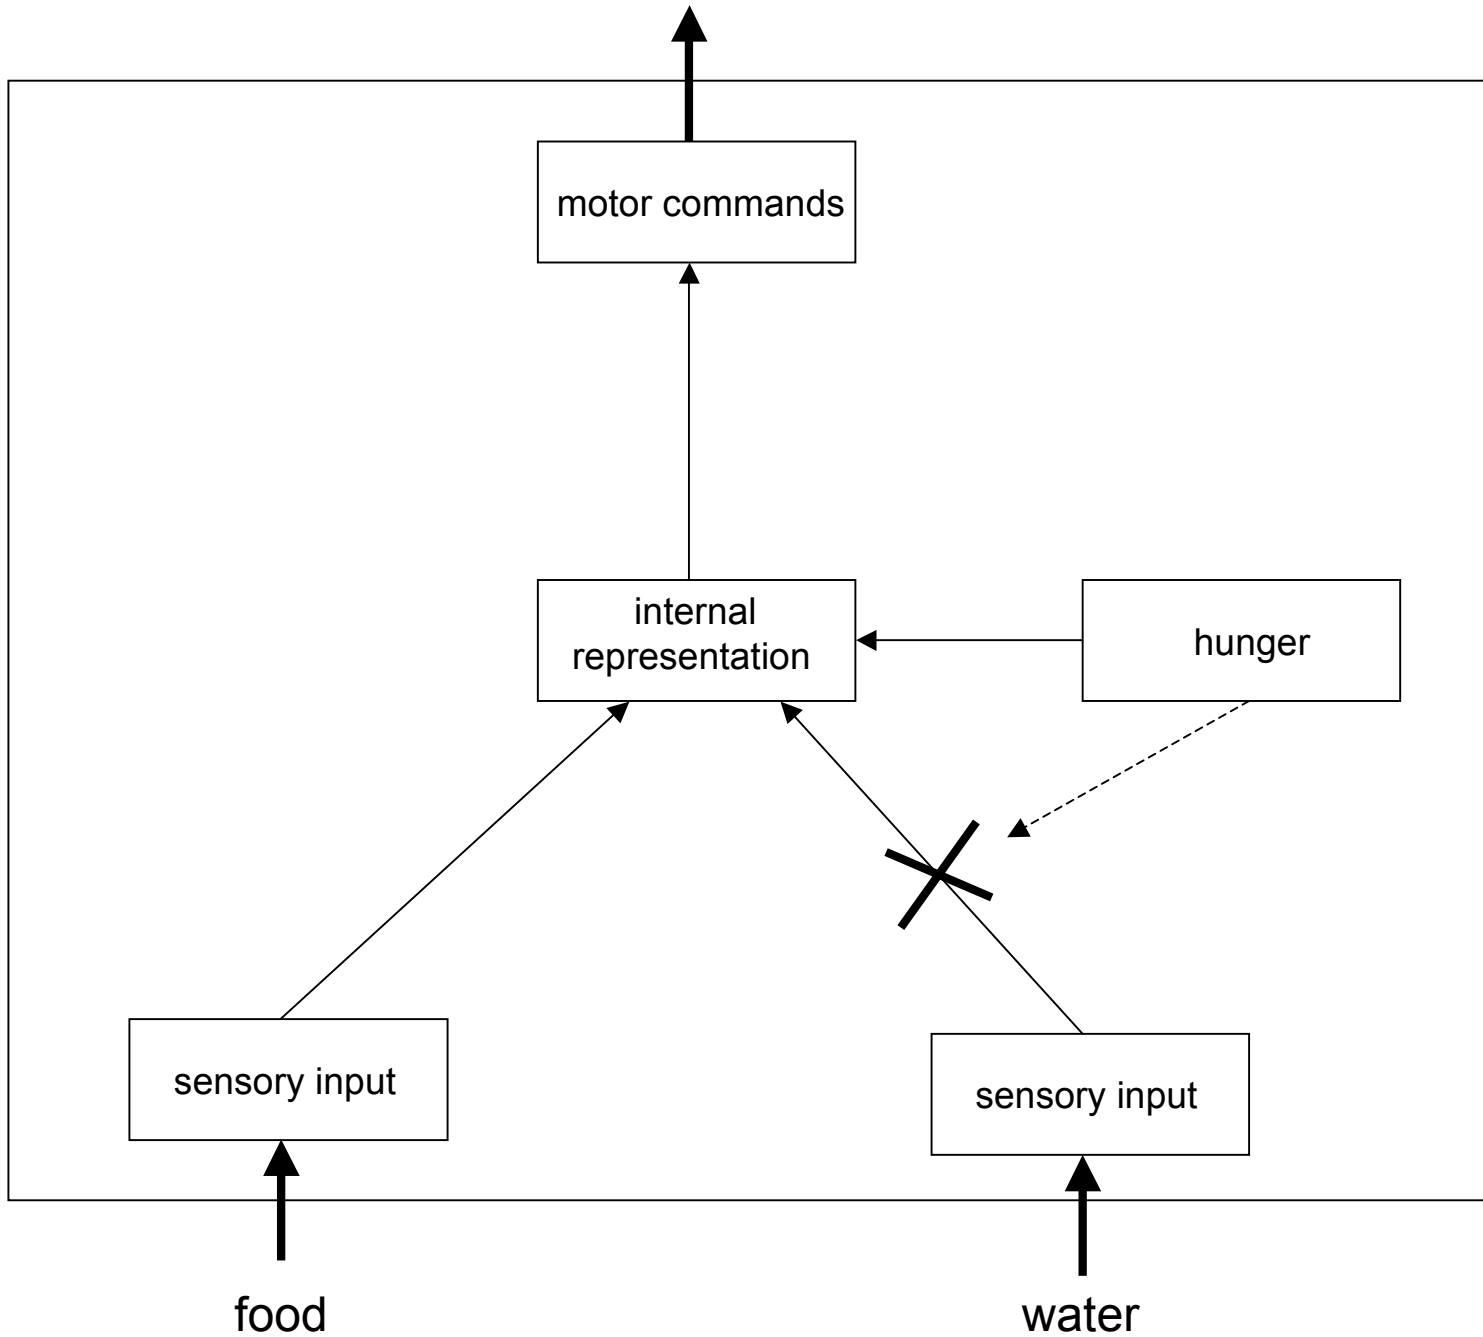 motor commands
internal
representation
hunger
sensory input
sensory input
food
water